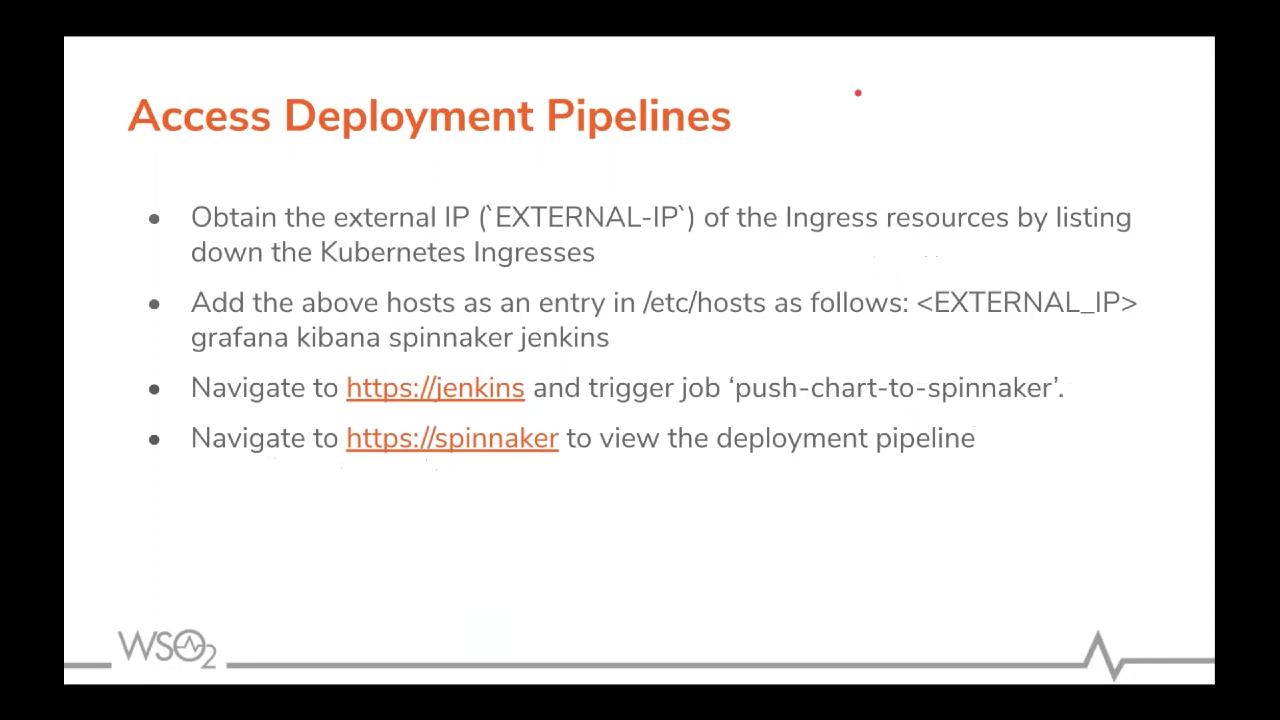 Access Deployment Pipelines
● Obtain the external IP (`EXTERNAL-IP`) of the Ingress resources by listing
down the Kubernetes Ingresses
● Add the above hosts as an entry in /etc/hosts as follows: <EXTERNAL_IP>
grafana kibana spinnaker jenkins
● Navigate to https://jenkins and trigger job ‘push-chart-to-spinnaker’.
● Navigate to https://spinnaker to view the deployment pipeline
WSO2